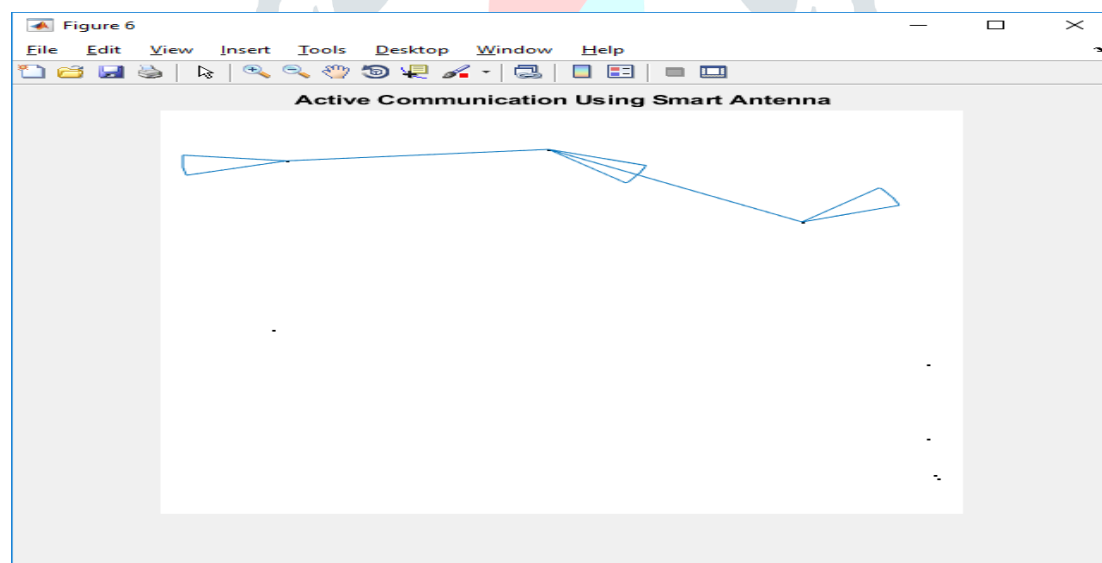 Figure 6
File Edit View Insert Tools Desktop Window Help
Active Communication Using Smart Antenna